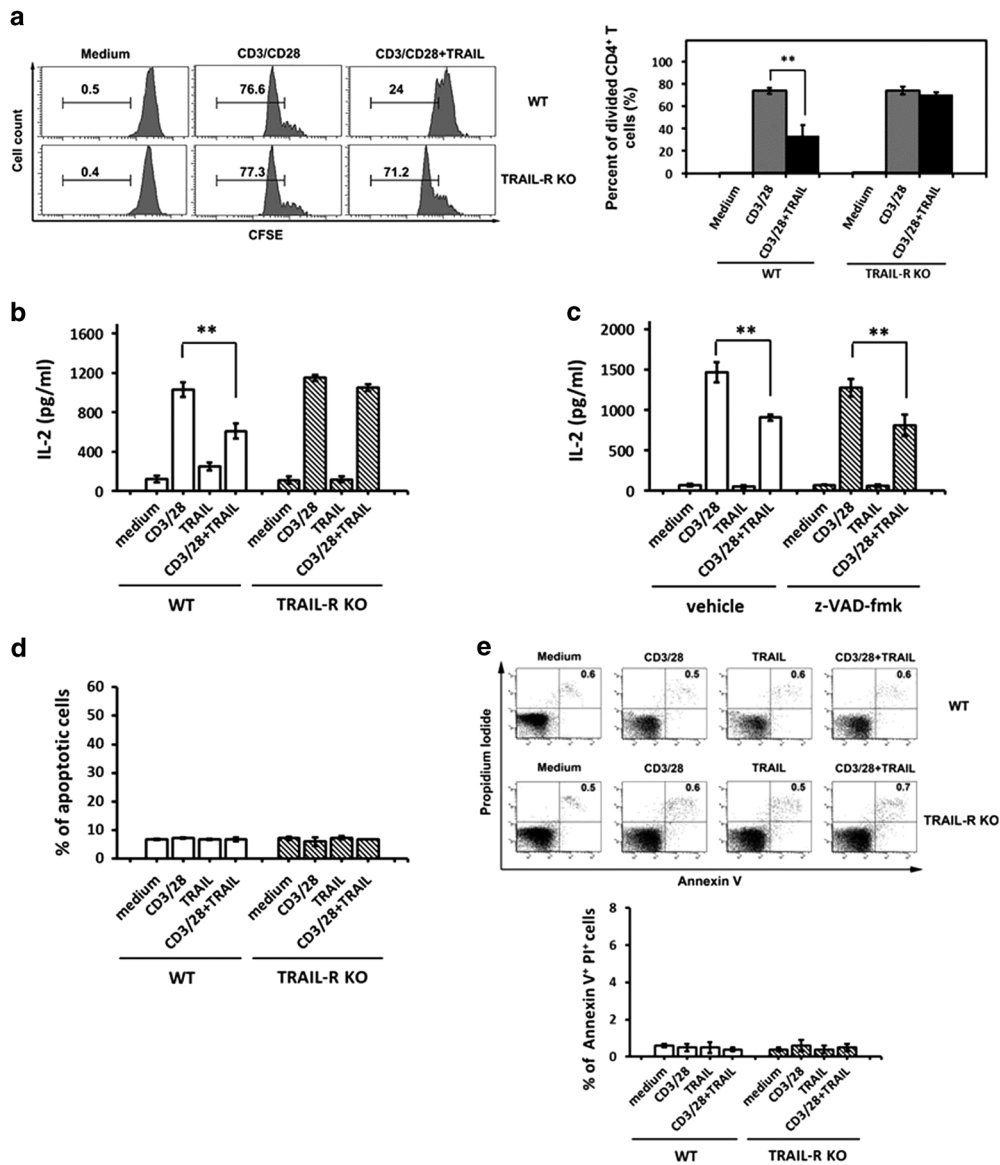 a
Medium CD3/CD28 CD3/CD28+TRAIL
0.5 76.6 24 WT
0.4 77.3 71.2 TRAIL-R KO
Cell count
CFSE
Percent of divided CD4⁺ T
cells (%)
100
80
60
40
20
0
**
Medium CD3/28 CD3/28+TRAIL Medium CD3/28 CD3/28+TRAIL
WT TRAIL-R KO
b
IL-2 (pg/ml)
1600
1200
800
400
0
**
medium CD3/28 TRAIL CD3/28+TRAIL medium CD3/28 TRAIL CD3/28+TRAIL
WT TRAIL-R KO
c
IL-2 (pg/ml)
2000
1500
1000
500
0
** **
medium CD3/28 TRAIL CD3/28+TRAIL medium CD3/28 TRAIL CD3/28+TRAIL
vehicle z-VAD-fmk
d
% of apoptotic cells
60
50
40
30
20
10
0
medium CD3/28 TRAIL CD3/28+TRAIL medium CD3/28 TRAIL CD3/28+TRAIL
WT TRAIL-R KO
e
Medium CD3/28 TRAIL CD3/28+TRAIL
0.6 0.5 0.6 0.6
WT
Medium CD3/28 TRAIL CD3/28+TRAIL
0.5 0.6 0.5 0.7
TRAIL-R KO
Propidium Iodide
Annexin V
% of Annexin V⁺ PI⁺ cells
8
6
4
2
0
medium CD3/28 TRAIL CD3/28+TRAIL medium CD3/28 TRAIL CD3/28+TRAIL
WT TRAIL-R KO